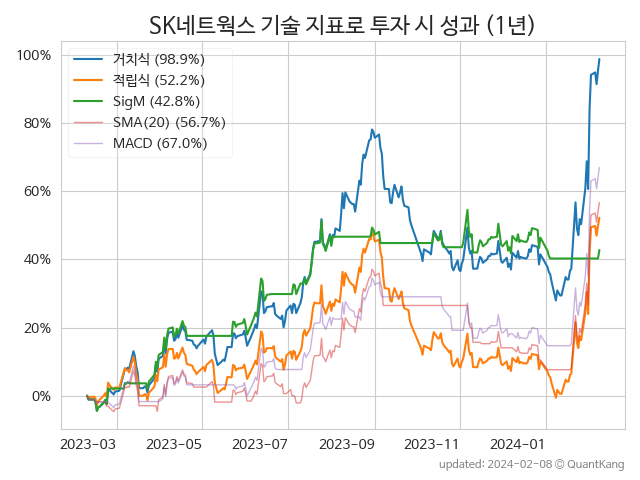 SK네트웍스 기술 지표로 투자 시 성과 (1년)
거치식 (98.9%)
적립식 (52.2%)
SigM (42.8%)
SMA(20) (56.7%)
MACD (67.0%)
100%
80%
60%
40%
20%
0%
2023-03 2023-05 2023-07 2023-09 2023-11 2024-01
updated: 2024-02-08 © QuantKang